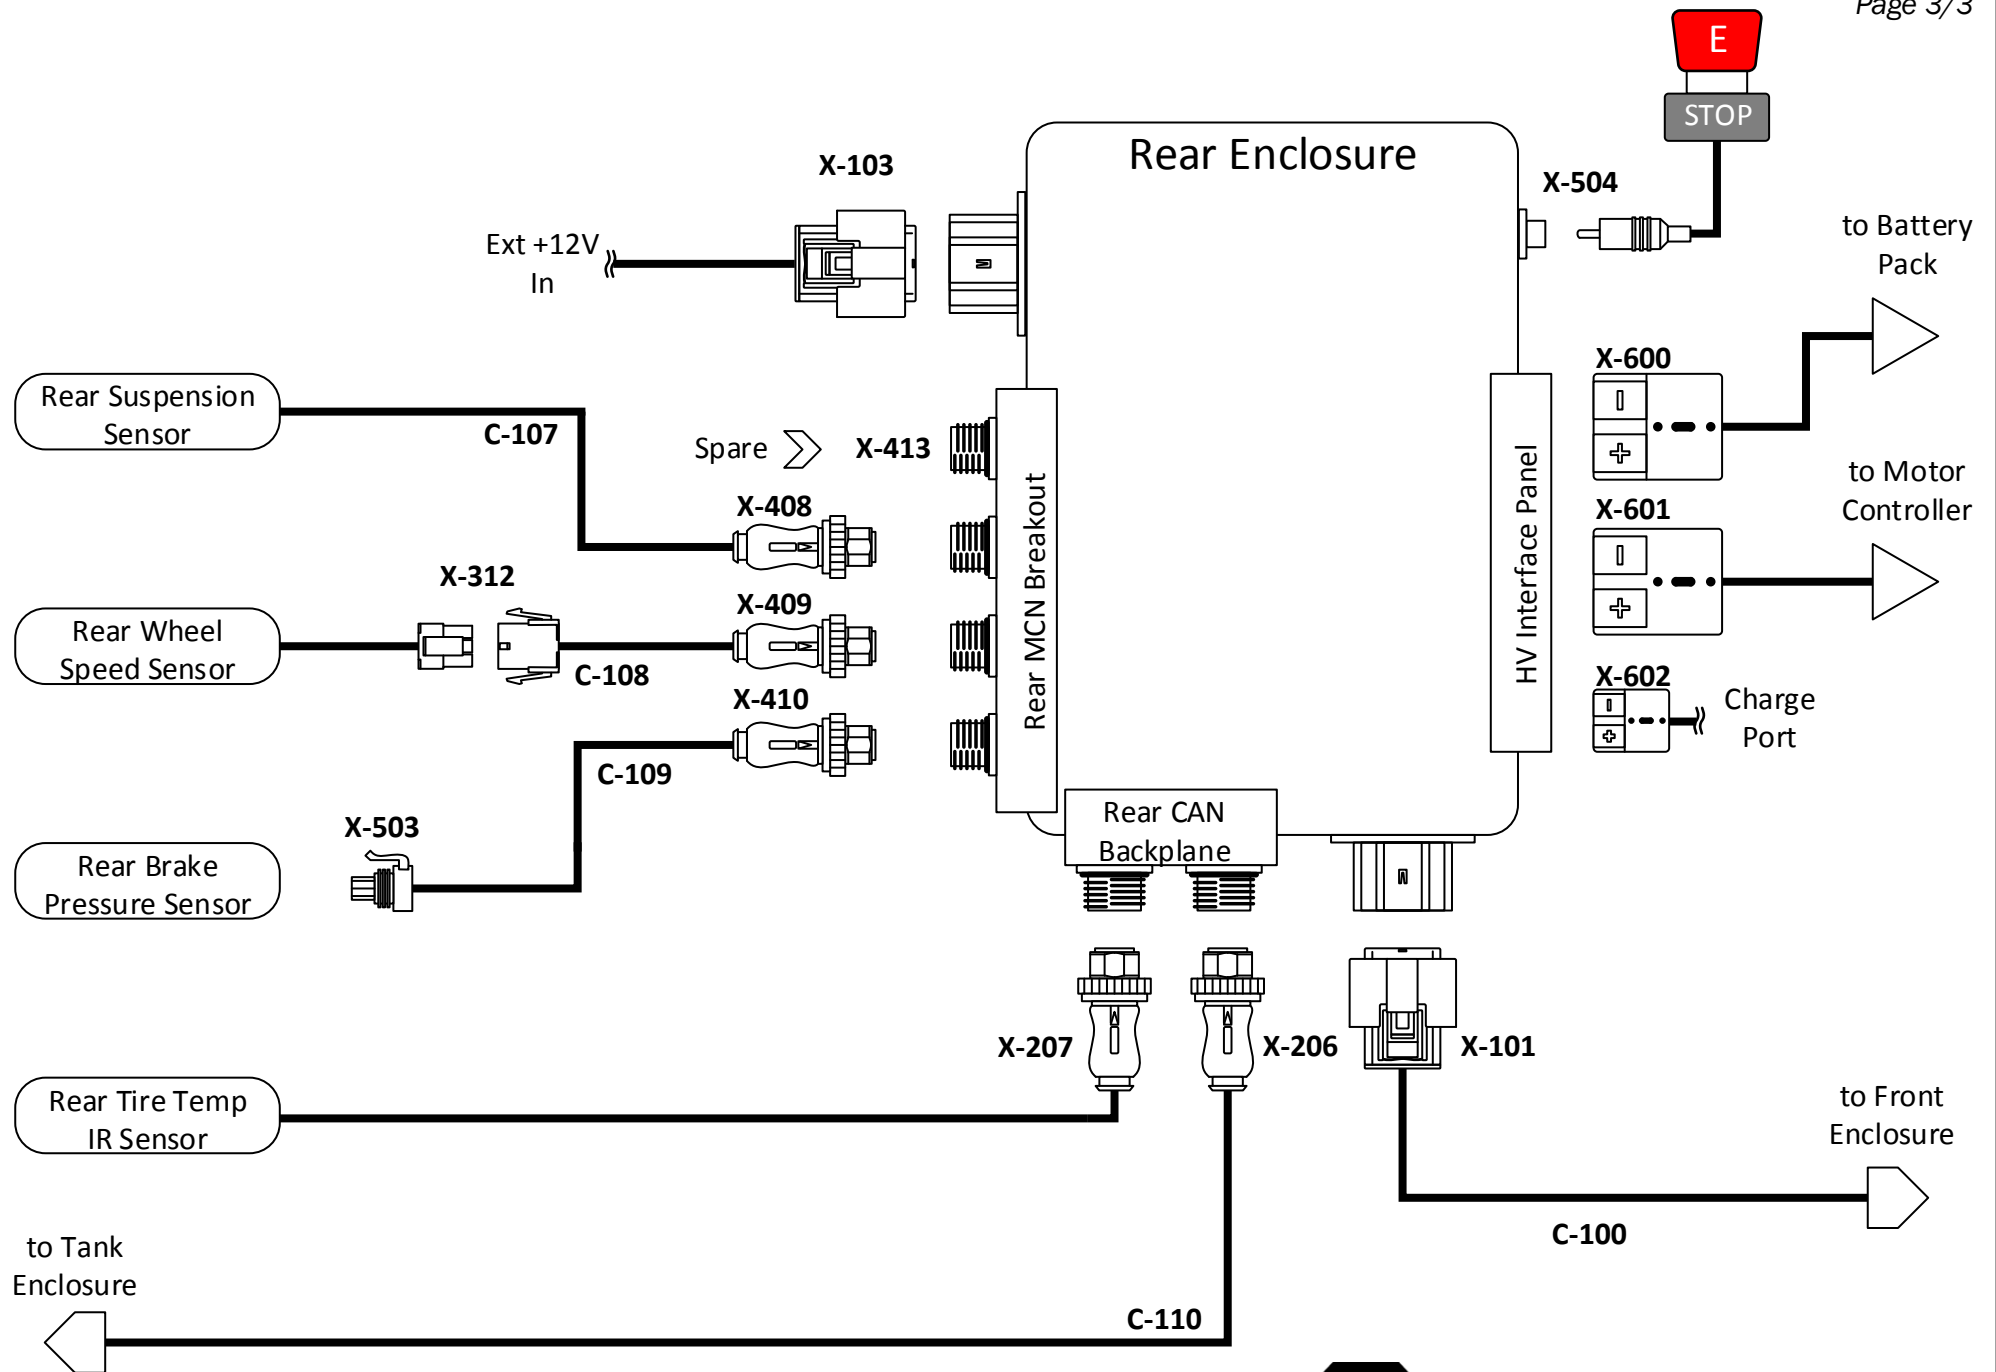 Page 3/3
E
STOP
Rear Enclosure
X-103
X-504
Ext +12V
In
to Battery
Pack
X-600
Rear Suspension
Sensor
C-107
Spare
X-413
to Motor
Controller
X-408
X-601
Rear MCN Breakout
HV Interface Panel
X-312
X-409
Rear Wheel
Speed Sensor
C-108
X-602
X-410
Charge
Port
C-109
X-503
Rear CAN
Backplane
Rear Brake
Pressure Sensor
X-207
X-206
X-101
Rear Tire Temp
IR Sensor
to Front
Enclosure
C-100
to Tank
Enclosure
C-110